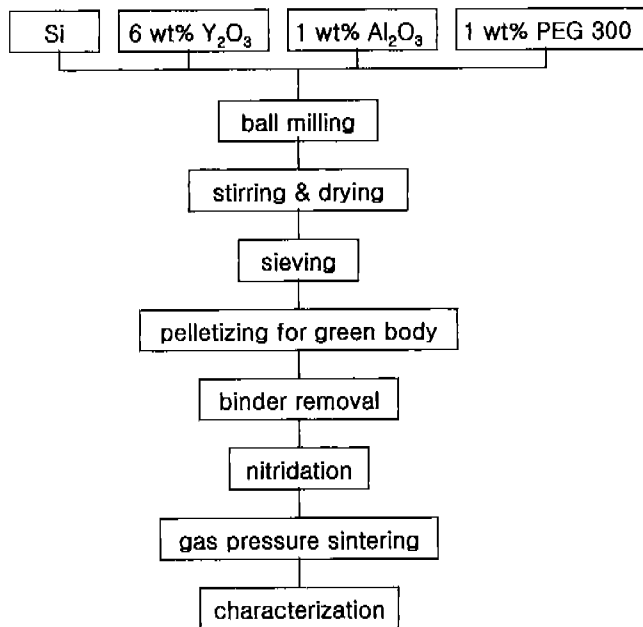 Si
6 wt% Y₂O₃
1 wt% Al₂O₃
1 wt% PEG 300
ball milling
stirring & drying
sieving
pelletizing for green body
binder removal
nitridation
gas pressure sintering
characterization